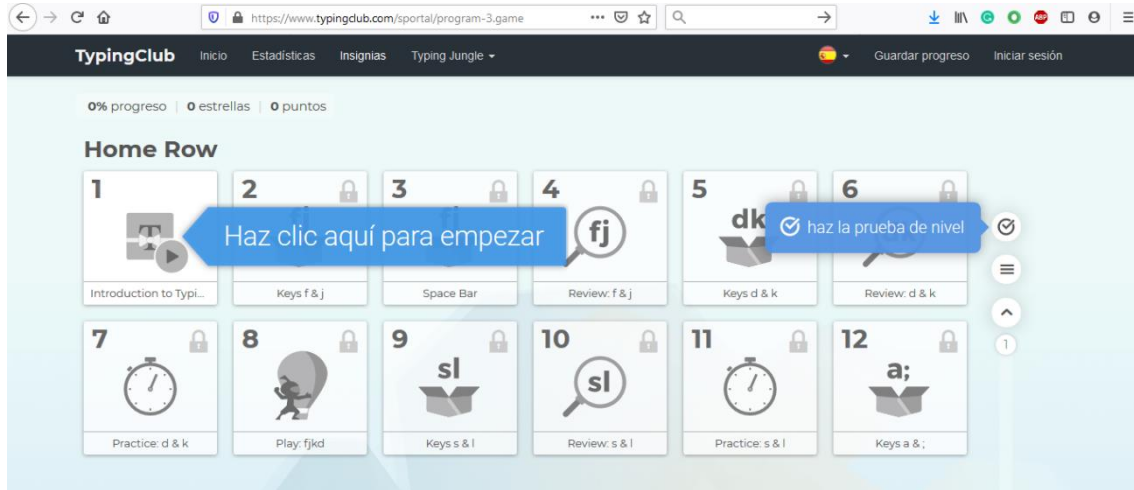 https://www.typingclub.com/sportal/program-3.game
TypingClub Inicio Estadísticas Insignias Typing Jungle Guardar progreso Iniciar sesión
0% progreso | 0 estrellas | 0 puntos
Home Row
1 2 3 4 5 6
fj dk
Haz clic aquí para empezar
haz la prueba de nivel
Introduction to Typi... Keys f & j Space Bar Review: f & j Keys d & k Review: d & k
1
7 8 9 10 11 12
sl sl a;
Practice: d & k Play: fjkd Keys s & l Review: s & l Practice: s & l Keys a & ;